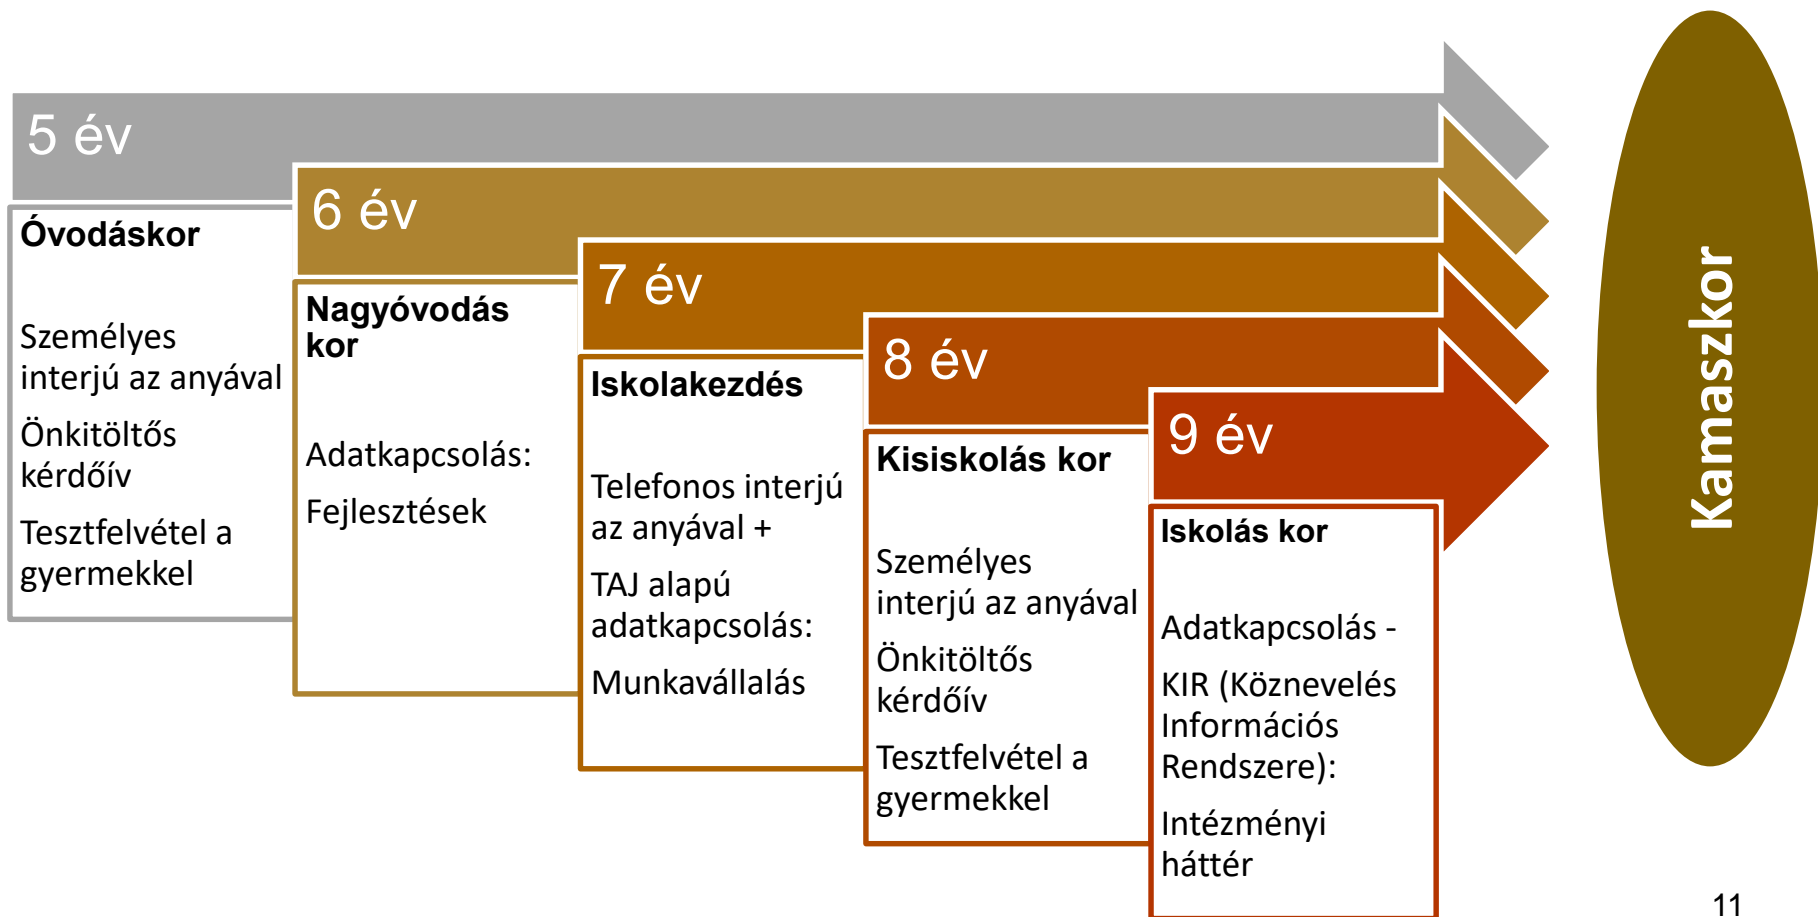 5 év
Óvodáskor
Személyes
interjú az anyával
Önkitöltős
kérdőív
Tesztfelvétel a
gyermekkel
6 év
Nagyóvodás
kor
Adatkapcsolás:
Fejlesztések
7 év
Iskolakezdés
Telefonos interjú
az anyával +
TAJ alapú
adatkapcsolás:
Munkavállalás
8 év
Kisiskolás kor
Személyes
interjú az anyával
Önkitöltős
kérdőív
Tesztfelvétel a
gyermekkel
9 év
Iskolás kor
Adatkapcsolás -
KIR (Köznevelés
Információs
Rendszere):
Intézményi
háttér
Kamaszkor
11